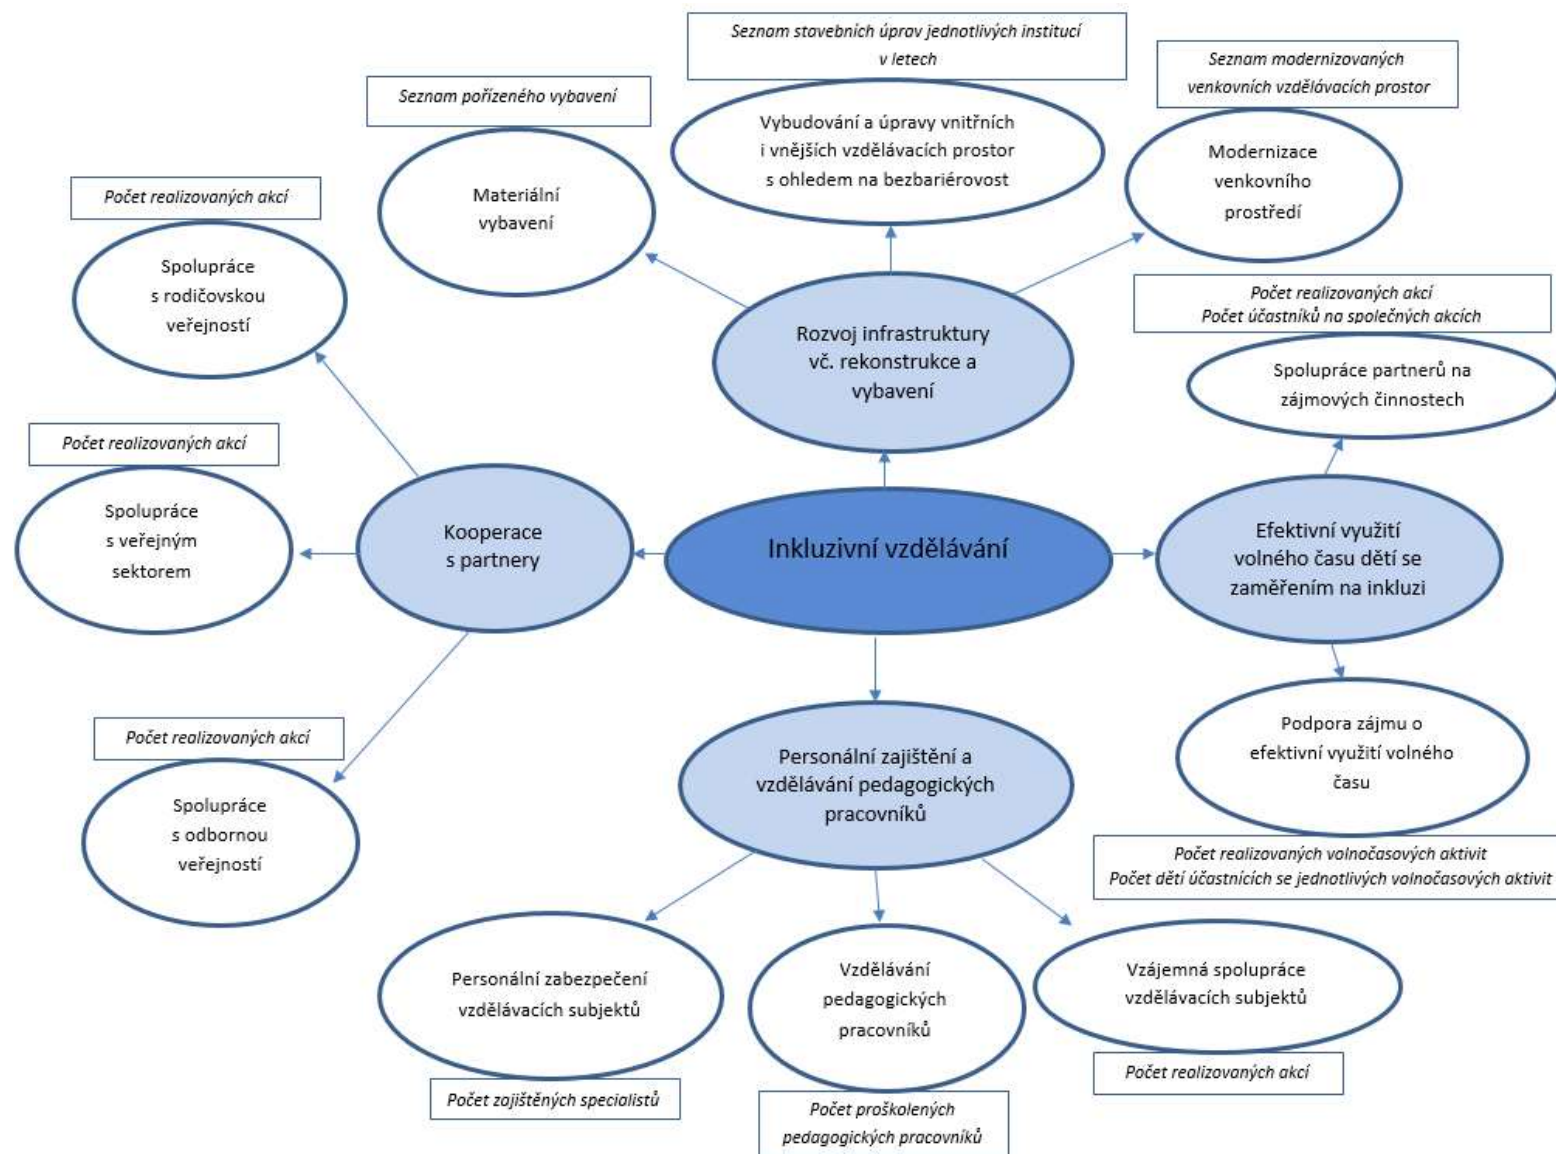 Seznam stavebních úprav jednotlivých institucí
v letech
Vybudování a úpravy vnitřních
i vnějších vzdělávacích prostor
s ohledem na bezbariérovost
Seznam modernizovaných
venkovních vzdělávacích prostor
Modernizace
venkovního
prostředí
Seznam pořízeného vybavení
Materiální
vybavení
Počet realizovaných akcí
Spolupráce
s rodičovskou
veřejností
Rozvoj infrastruktury
vč. rekonstrukce a
vybavení
Počet realizovaných akcí
Počet účastníků na společných akcích
Spolupráce partnerů na
zájmových činnostech
Počet realizovaných akcí
Spolupráce
s veřejným
sektorem
Kooperace
s partnery
Inkluzivní vzdělávání
Efektivní využití
volného času dětí se
zaměřením na inkluzi
Počet realizovaných akcí
Spolupráce
s odbornou
veřejností
Personální zajištění a
vzdělávání pedagogických
pracovníků
Podpora zájmu o
efektivní využití volného
času
Počet realizovaných volnočasových aktivit
Počet dětí účastnících se jednotlivých volnočasových aktivit
Personální zabezpečení
vzdělávacích subjektů
Počet zajištěných specialistů
Vzdělávání
pedagogických
pracovníků
Počet proškolených
pedagogických pracovníků
Vzájemná spolupráce
vzdělávacích subjektů
Počet realizovaných akcí